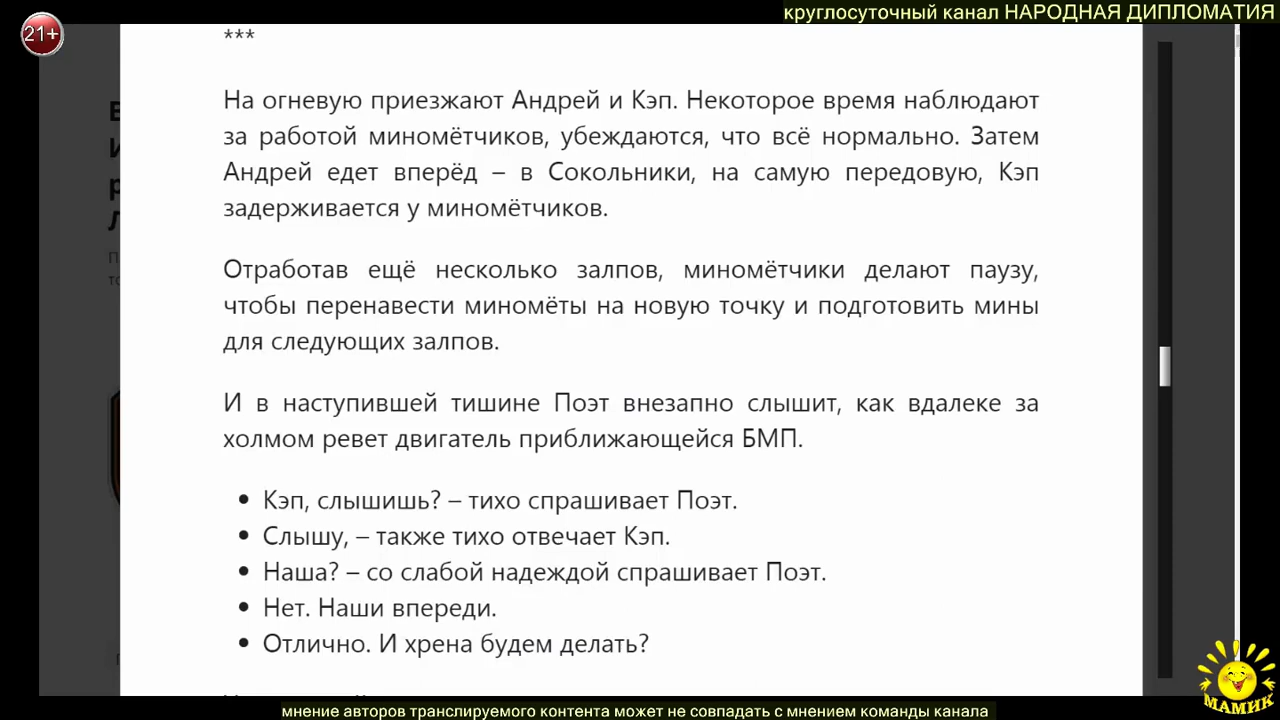 круглосуточный канал НАРОДНАЯ ДИПЛОМАТИЯ
21+
***
На огневую приезжают Андрей и Кэп. Некоторое время наблюдают
за работой миномётчиков, убеждаются, что всё нормально. Затем
Андрей едет вперёд – в Сокольники, на самую передовую, Кэп
задерживается у миномётчиков.
Отработав ещё несколько залпов, миномётчики делают паузу,
чтобы перенавести миномёты на новую точку и подготовить мины
для следующих залпов.
И в наступившей тишине Поэт внезапно слышит, как вдалеке за
холмом ревет двигатель приближающейся БМП.
• Кэп, слышишь? – тихо спрашивает Поэт.
• Слышу, – также тихо отвечает Кэп.
• Наша? – со слабой надеждой спрашивает Поэт.
• Нет. Наши впереди.
• Отлично. И хрена будем делать?
МАМИК
мнение авторов транслируемого контента может не совпадать с мнением команды канала